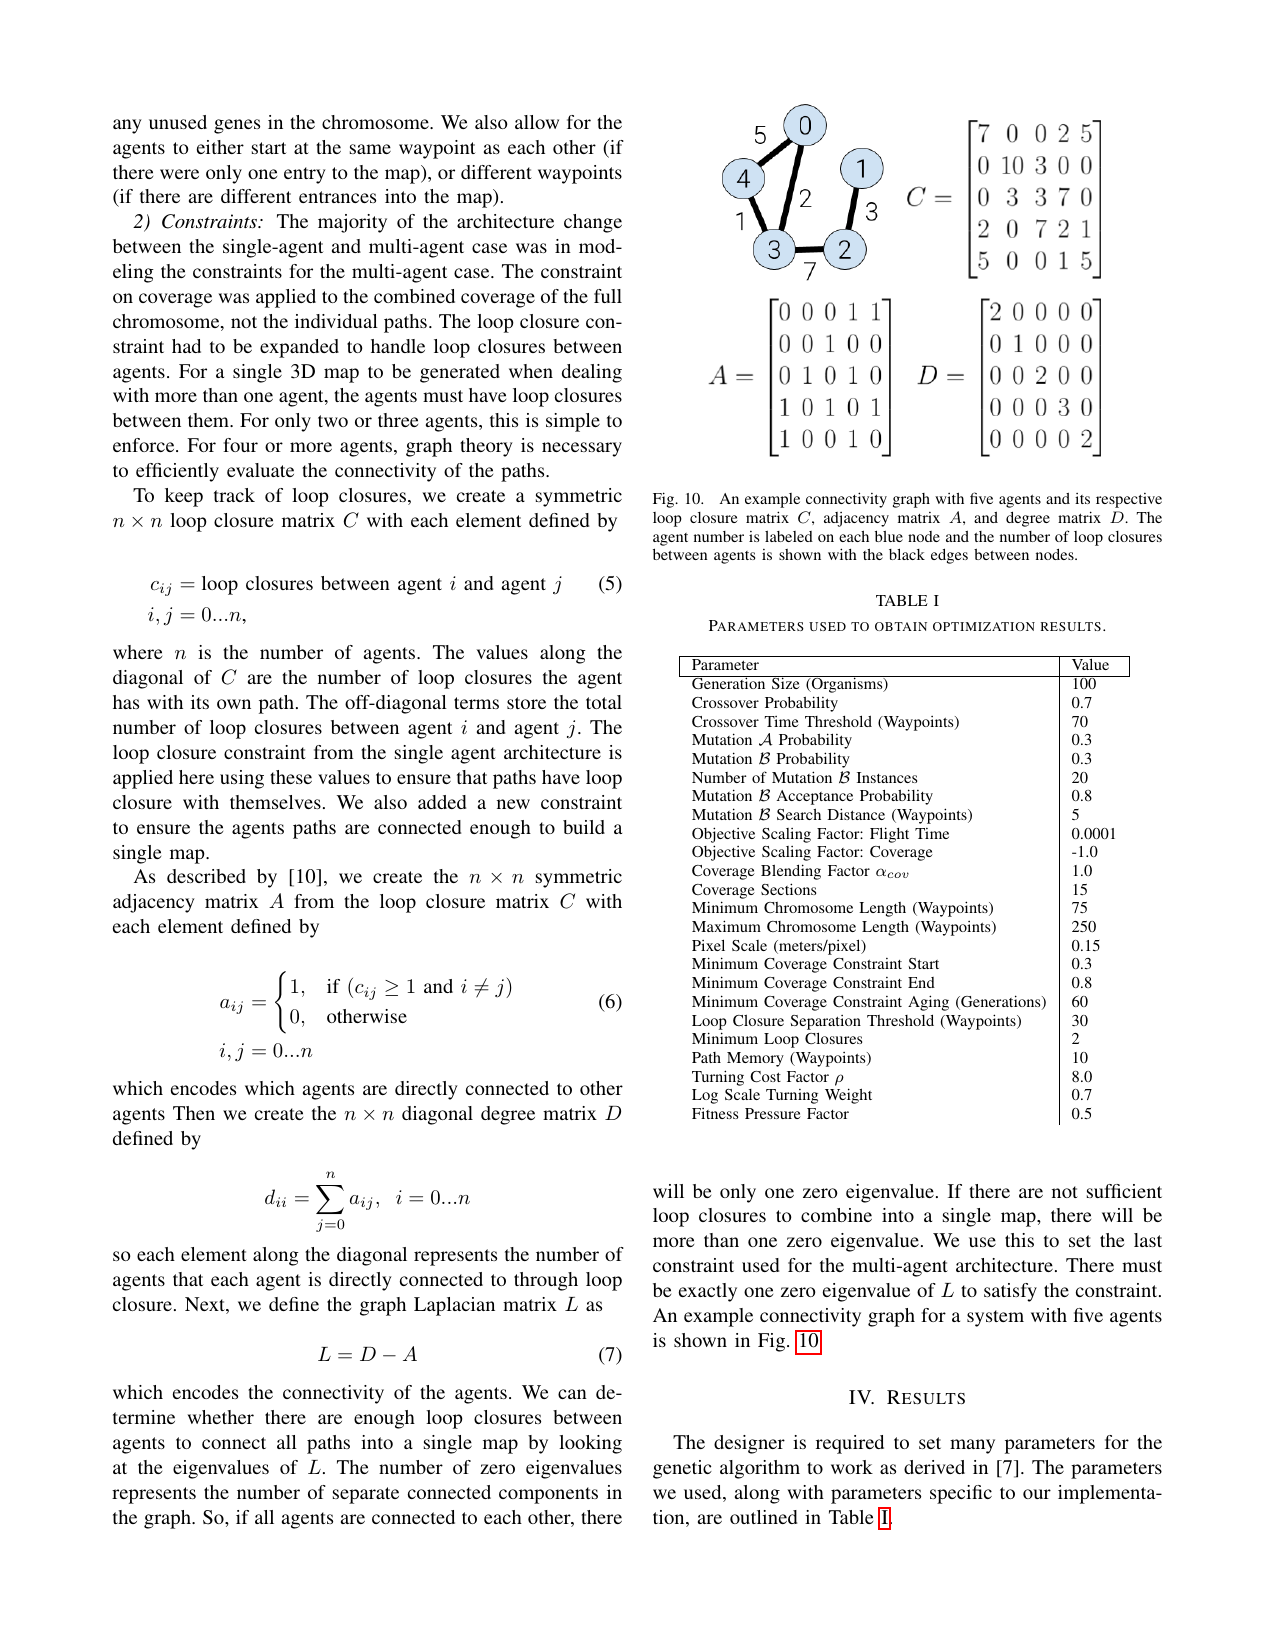 any unused genes in the chromosome. We also allow for the
agents to either start at the same waypoint as each other (if
there were only one entry to the map), or different waypoints
(if there are different entrances into the map).
2) Constraints: The majority of the architecture change
between the single-agent and multi-agent case was in mod-
eling the constraints for the multi-agent case. The constraint
on coverage was applied to the combined coverage of the full
chromosome, not the individual paths. The loop closure con-
straint had to be expanded to handle loop closures between
agents. For a single 3D map to be generated when dealing
with more than one agent, the agents must have loop closures
between them. For only two or three agents, this is simple to
enforce. For four or more agents, graph theory is necessary
to efficiently evaluate the connectivity of the paths.
To keep track of loop closures, we create a symmetric
n × n loop closure matrix C with each element defined by
c_{ij} = loop closures between agent i and agent j (5)
i, j = 0...n,
where n is the number of agents. The values along the
diagonal of C are the number of loop closures the agent
has with its own path. The off-diagonal terms store the total
number of loop closures between agent i and agent j. The
loop closure constraint from the single agent architecture is
applied here using these values to ensure that paths have loop
closure with themselves. We also added a new constraint
to ensure the agents paths are connected enough to build a
single map.
As described by [10], we create the n × n symmetric
adjacency matrix A from the loop closure matrix C with
each element defined by
a_{ij} = { 1, if (c_{ij} ≥ 1 and i ≠ j)
0, otherwise (6)
i, j = 0...n
which encodes which agents are directly connected to other
agents Then we create the n × n diagonal degree matrix D
defined by
d_{ii} = ∑_{j=0}^{n} a_{ij}, i = 0...n
so each element along the diagonal represents the number of
agents that each agent is directly connected to through loop
closure. Next, we define the graph Laplacian matrix L as
L = D − A (7)
which encodes the connectivity of the agents. We can de-
termine whether there are enough loop closures between
agents to connect all paths into a single map by looking
at the eigenvalues of L. The number of zero eigenvalues
represents the number of separate connected components in
the graph. So, if all agents are connected to each other, there
0
5
4
1
2
1
3
3
2
7
C =
7 0 0 2 5
0 10 3 0 0
0 3 3 7 0
2 0 7 2 1
5 0 0 1 5
A =
0 0 0 1 1
0 0 1 0 0
0 1 0 1 0
1 0 1 0 1
1 0 0 1 0
D =
2 0 0 0 0
0 1 0 0 0
0 0 2 0 0
0 0 0 3 0
0 0 0 0 2
Fig. 10. An example connectivity graph with five agents and its respective
loop closure matrix C, adjacency matrix A, and degree matrix D. The
agent number is labeled on each blue node and the number of loop closures
between agents is shown with the black edges between nodes.
TABLE I
PARAMETERS USED TO OBTAIN OPTIMIZATION RESULTS.
Parameter Value
Generation Size (Organisms) 100
Crossover Probability 0.7
Crossover Time Threshold (Waypoints) 70
Mutation 𝒜 Probability 0.3
Mutation ℬ Probability 0.3
Number of Mutation ℬ Instances 20
Mutation ℬ Acceptance Probability 0.8
Mutation ℬ Search Distance (Waypoints) 5
Objective Scaling Factor: Flight Time 0.0001
Objective Scaling Factor: Coverage -1.0
Coverage Blending Factor α_{cov} 1.0
Coverage Sections 15
Minimum Chromosome Length (Waypoints) 75
Maximum Chromosome Length (Waypoints) 250
Pixel Scale (meters/pixel) 0.15
Minimum Coverage Constraint Start 0.3
Minimum Coverage Constraint End 0.8
Minimum Coverage Constraint Aging (Generations) 60
Loop Closure Separation Threshold (Waypoints) 30
Minimum Loop Closures 2
Path Memory (Waypoints) 10
Turning Cost Factor ρ 8.0
Log Scale Turning Weight 0.7
Fitness Pressure Factor 0.5
will be only one zero eigenvalue. If there are not sufficient
loop closures to combine into a single map, there will be
more than one zero eigenvalue. We use this to set the last
constraint used for the multi-agent architecture. There must
be exactly one zero eigenvalue of L to satisfy the constraint.
An example connectivity graph for a system with five agents
is shown in Fig. 10
IV. RESULTS
The designer is required to set many parameters for the
genetic algorithm to work as derived in [7]. The parameters
we used, along with parameters specific to our implementa-
tion, are outlined in Table I.